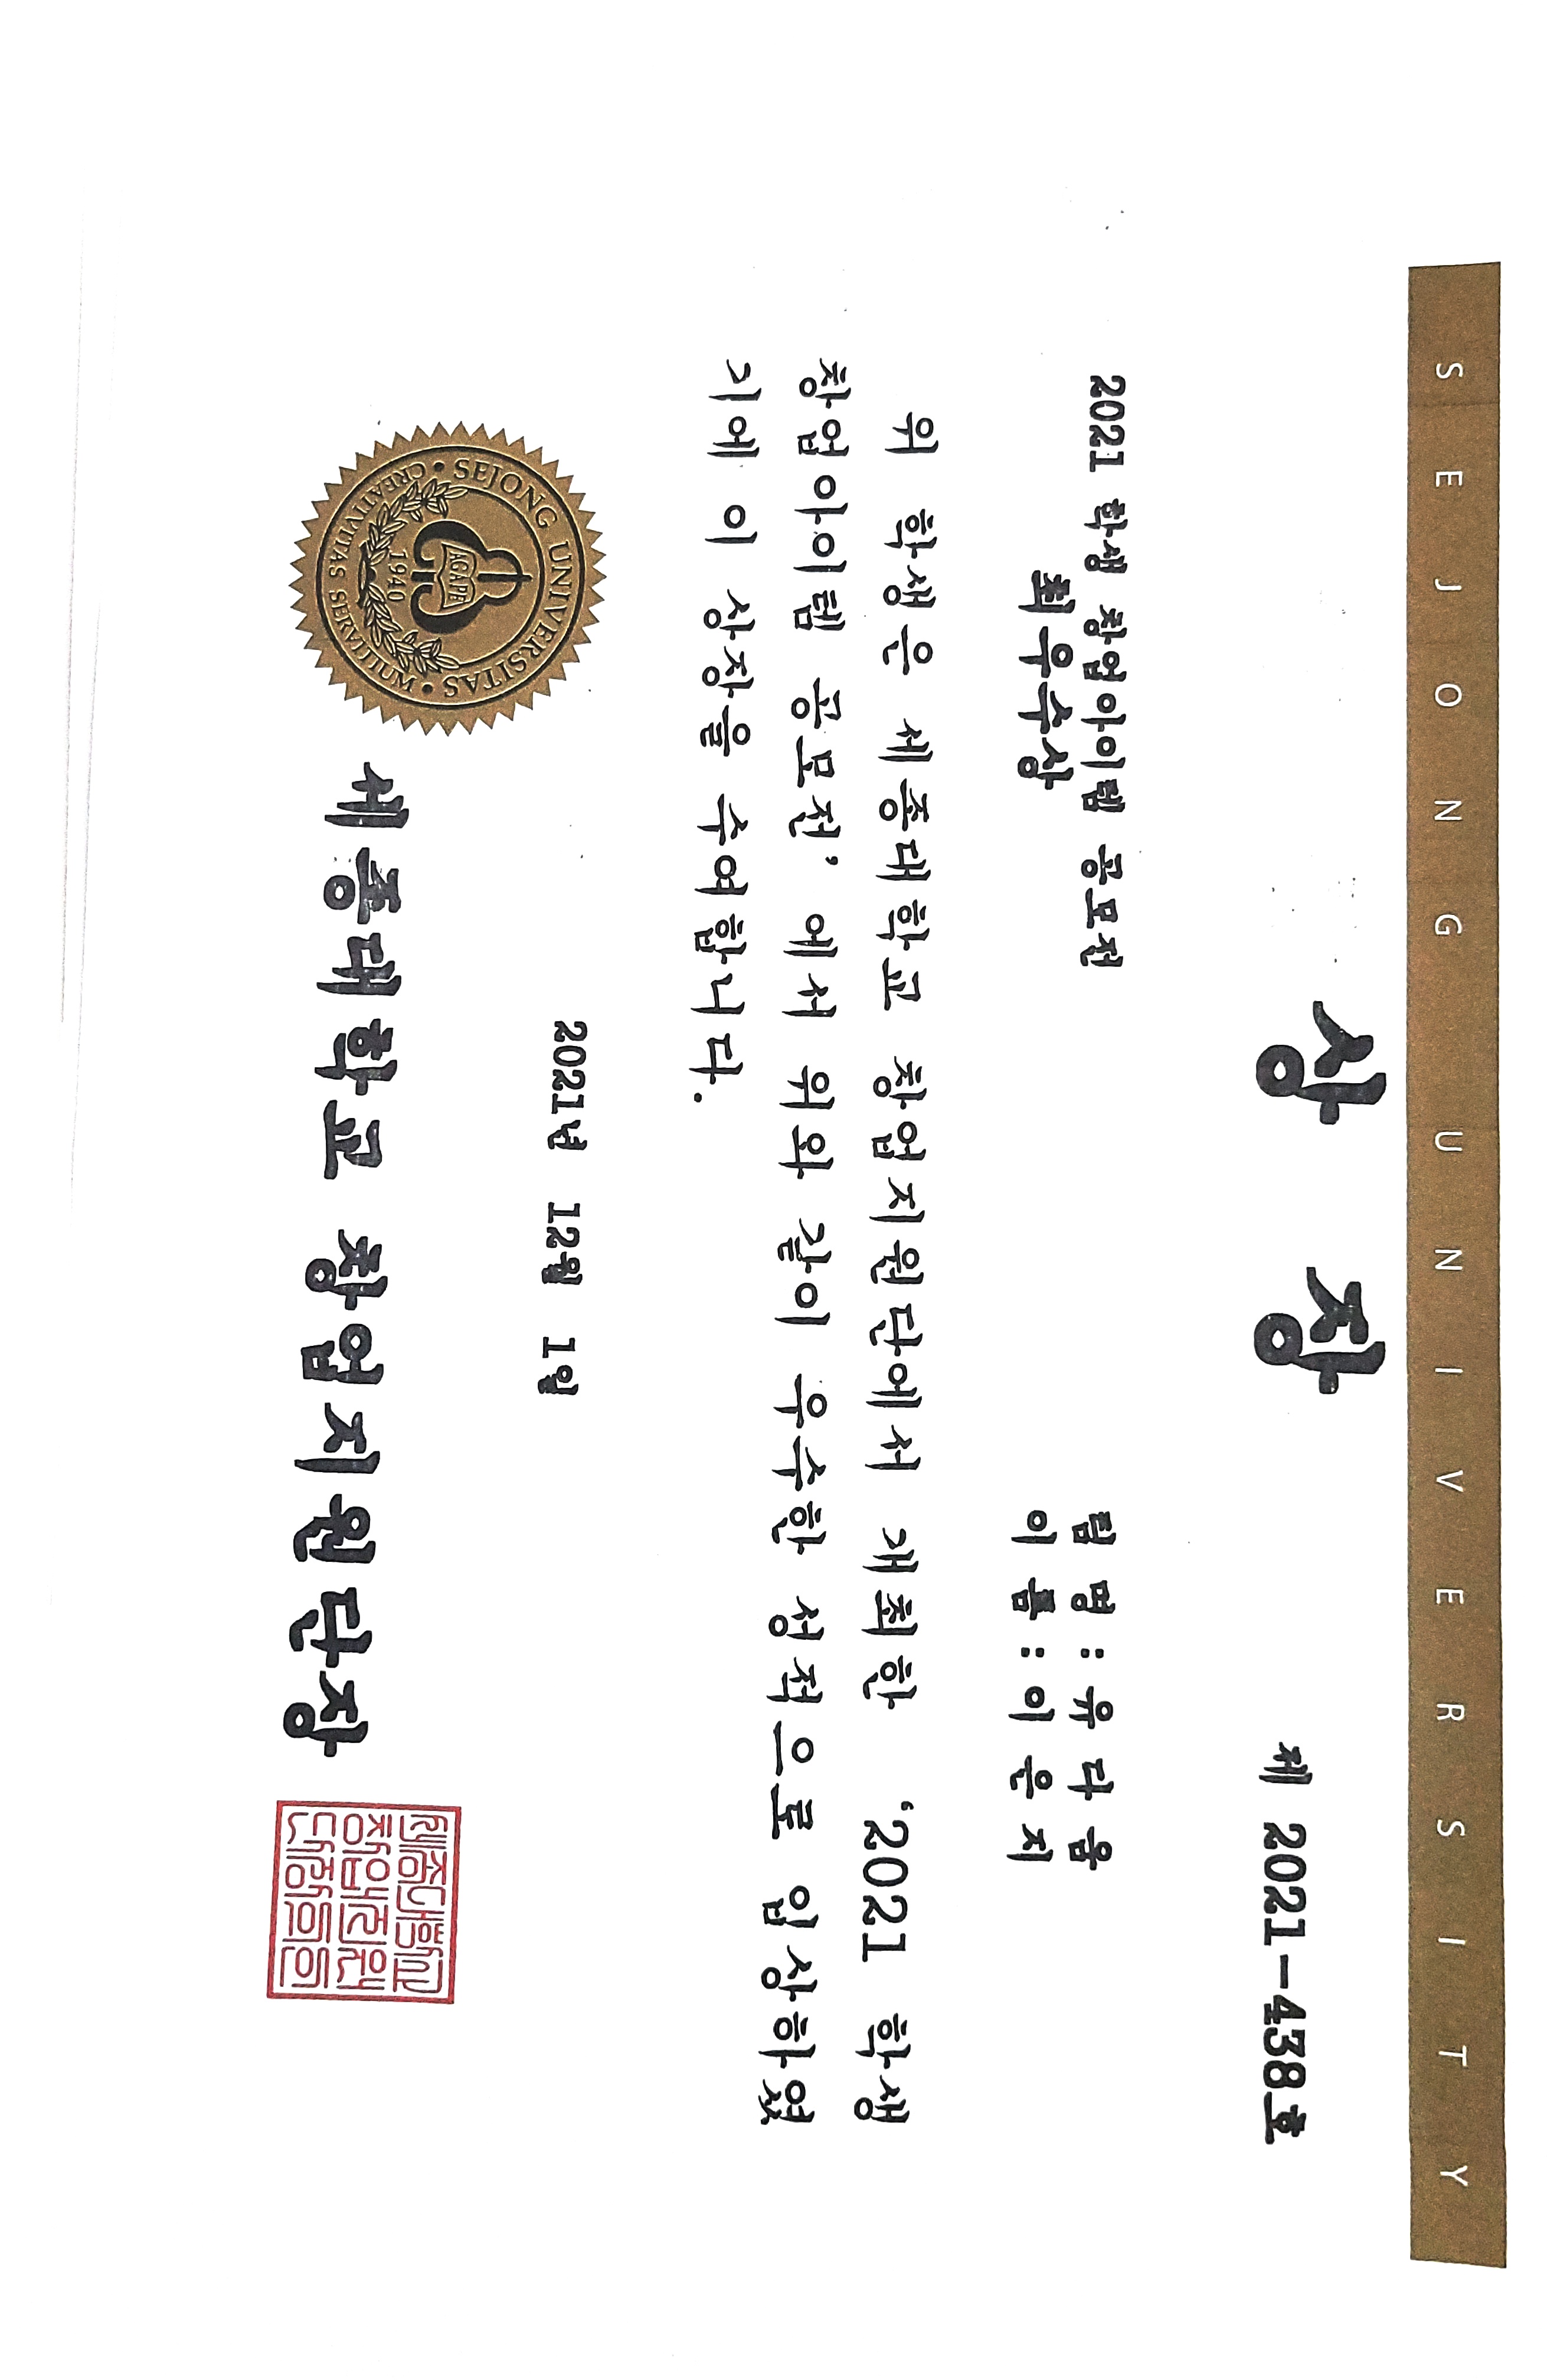 SEJONG UNIVERSITY
상 장
제 2021-438호
2021 학생 창업아이템 공모전
최우수상
팀 명 : 유 다 움
이 름 : 이 은 지
위 학생은 세종대학교 창업지원단에서 개최한 ‘2021 학생
창업아이템 공모전’ 에서 위와 같이 우수한 성적으로 입상하였
기에 이 상장을 수여합니다.
2021년 12월 1일
SEJONG UNIVERSITAS
AGAPE
1940
CREATIVITAS SERVITIUM
세종대학교 창업지원단장
세종대학교
창업지원
단장의인